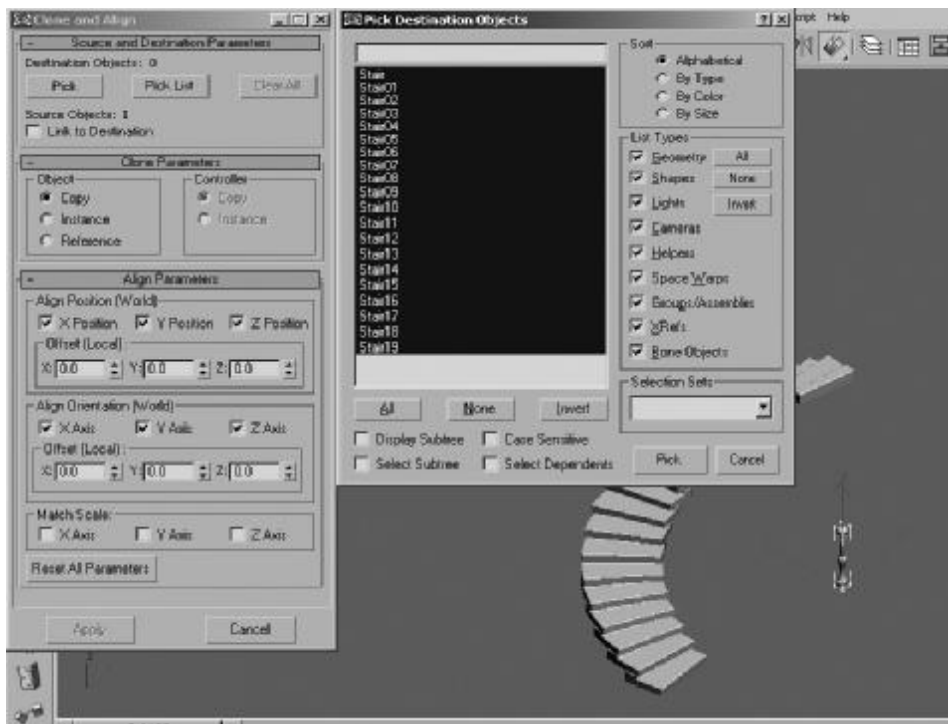 Clone and Align
Source and Destination Parameters
Destination Objects: 0
Pick
Pick List
Clear All
Source Objects: 1
Link to Destination
Clone Parameters
Object
Copy
Instance
Reference
Controller
Copy
Instance
Align Parameters
Align Position (World)
X Position
Y Position
Z Position
Offset (Local)
X: 0.0
Y: 0.0
Z: 0.0
Align Orientation (World)
X Axis
Y Axis
Z Axis
Offset (Local)
X: 0.0
Y: 0.0
Z: 0.0
Match Scale:
X Axis
Y Axis
Z Axis
Reset All Parameters
Apply
Cancel
Pick Destination Objects
Stair
Stair01
Stair02
Stair03
Stair04
Stair05
Stair06
Stair07
Stair08
Stair09
Stair10
Stair11
Stair12
Stair13
Stair14
Stair15
Stair16
Stair17
Stair18
Stair19
All
None
Invert
Display Subtree
Case Sensitive
Select Subtree
Select Dependents
Sort
Alphabetical
By Type
By Color
By Size
List Types
Geometry
All
Shapes
None
Lights
Invert
Cameras
Helpers
Space Warps
Groups/Assemblies
XRefs
Bone Objects
Selection Sets
Pick
Cancel
Help